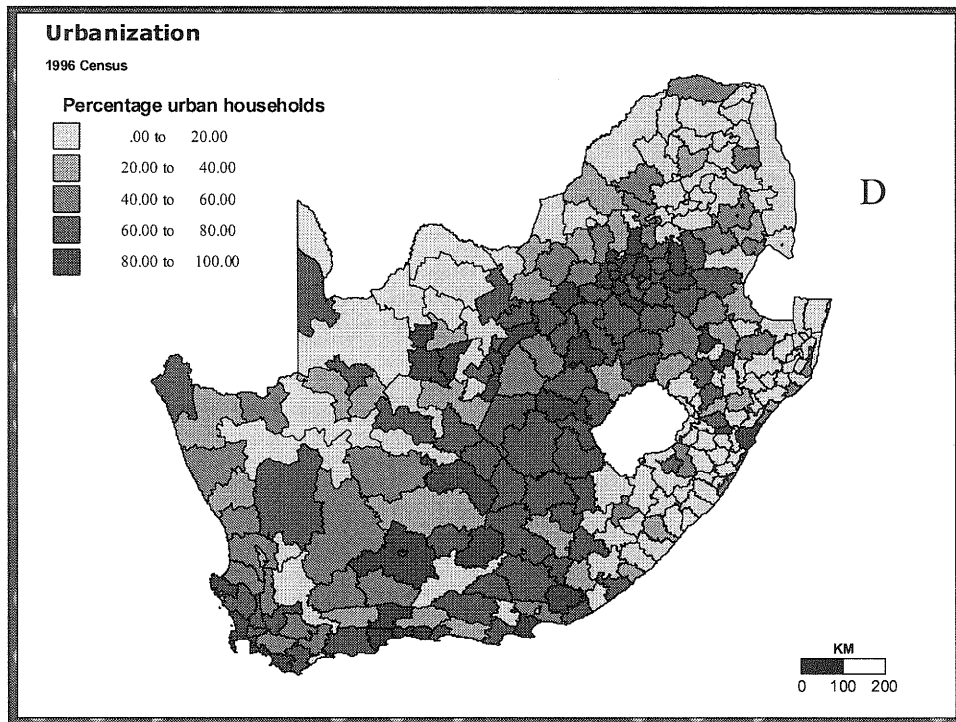 Urbanization
1996 Census
Percentage urban households
.00 to 20.00
20.00 to 40.00
40.00 to 60.00
60.00 to 80.00
80.00 to 100.00
D
KM
0 100 200